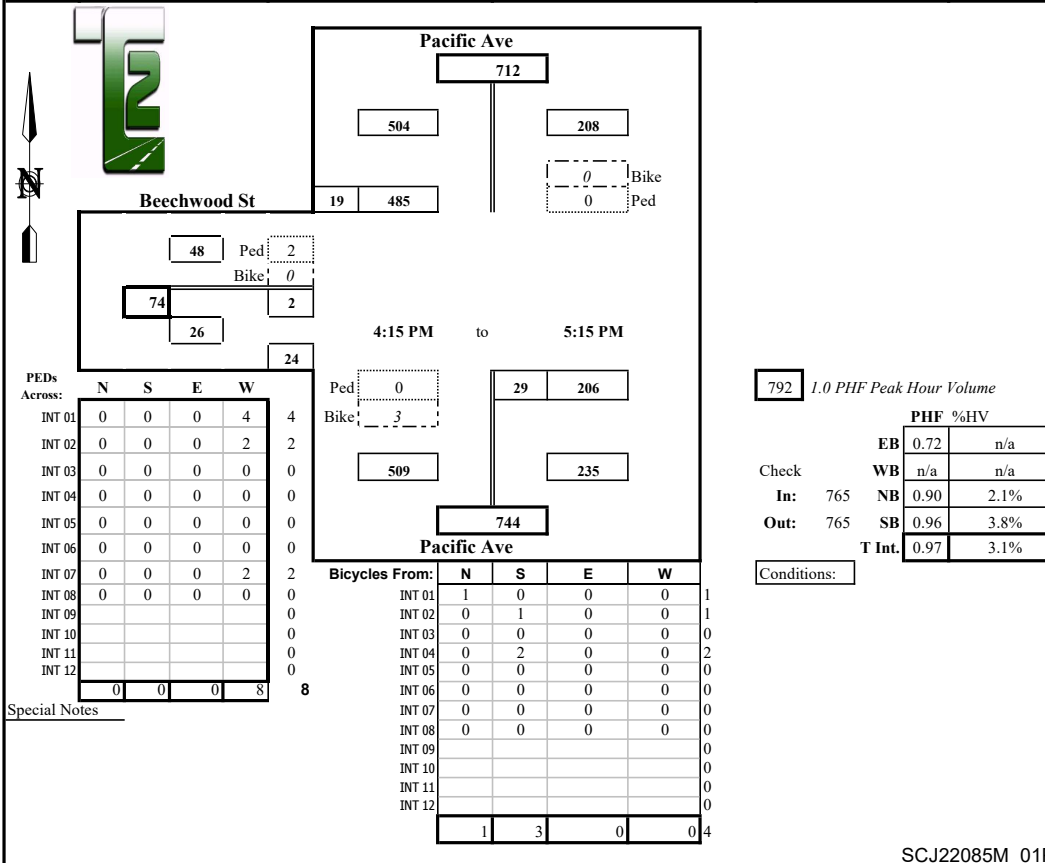 Pacific Ave
712
504 208
0 Bike
0 Ped
N
Beechwood St
19 485
48 Ped 2
Bike 0
74 2
26
4:15 PM to 5:15 PM
24
Ped 0 29 206
Bike 3
509 235
744
Pacific Ave
792 1.0 PHF Peak Hour Volume
PHF %HV
EB 0.72 n/a
Check WB n/a n/a
In: 765 NB 0.90 2.1%
Out: 765 SB 0.96 3.8%
T Int. 0.97 3.1%
Conditions:
PEDs Across: N S E W
INT 01 0 0 0 4 4
INT 02 0 0 0 2 2
INT 03 0 0 0 0 0
INT 04 0 0 0 0 0
INT 05 0 0 0 0 0
INT 06 0 0 0 0 0
INT 07 0 0 0 2 2
INT 08 0 0 0 0 0
INT 09 0
INT 10 0
INT 11 0
INT 12 0
0 0 0 8 8
Special Notes
Bicycles From: N S E W
INT 01 1 0 0 0 1
INT 02 0 1 0 0 1
INT 03 0 0 0 0 0
INT 04 0 2 0 0 2
INT 05 0 0 0 0 0
INT 06 0 0 0 0 0
INT 07 0 0 0 0 0
INT 08 0 0 0 0 0
INT 09 0
INT 10 0
INT 11 0
INT 12 0
1 3 0 0 4